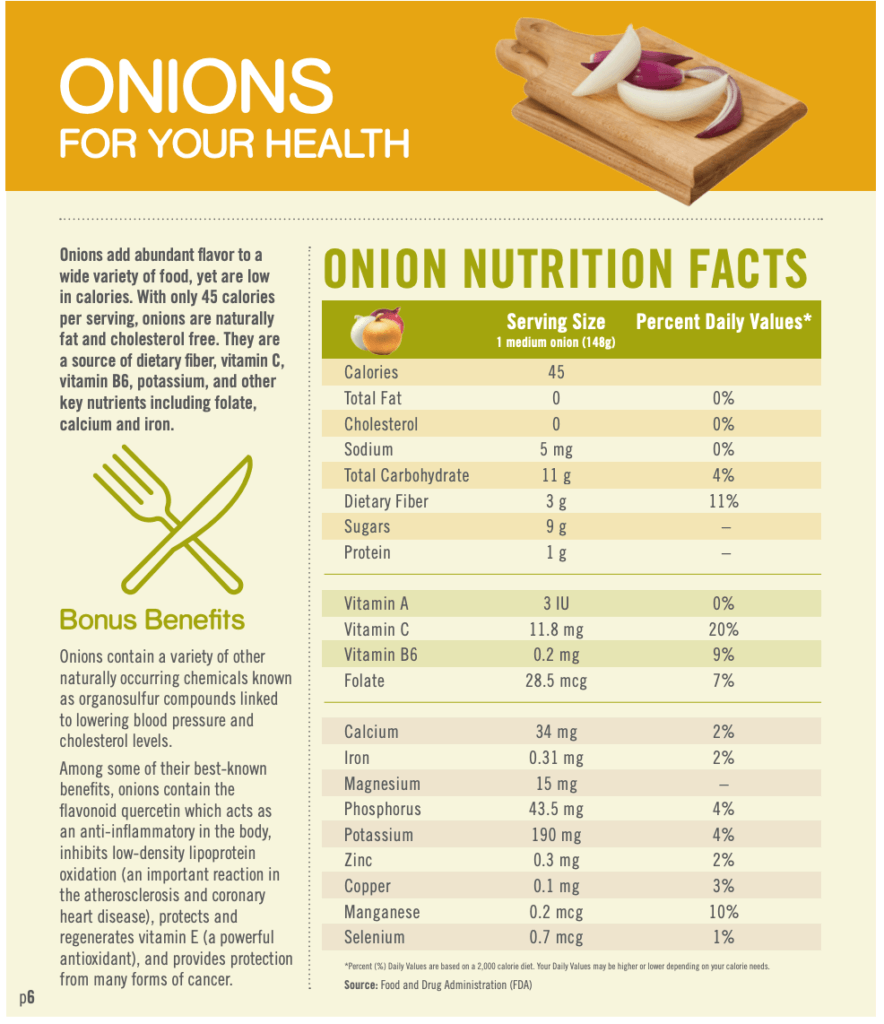 ONIONS
FOR YOUR HEALTH
Onions add abundant flavor to a
wide variety of food, yet are low
in calories. With only 45 calories
per serving, onions are naturally
fat and cholesterol free. They are
a source of dietary fiber, vitamin C,
vitamin B6, potassium, and other
key nutrients including folate,
calcium and iron.
Bonus Benefits
Onions contain a variety of other
naturally occurring chemicals known
as organosulfur compounds linked
to lowering blood pressure and
cholesterol levels.
Among some of their best-known
benefits, onions contain the
flavonoid quercetin which acts as
an anti-inflammatory in the body,
inhibits low-density lipoprotein
oxidation (an important reaction in
the atherosclerosis and coronary
heart disease), protects and
regenerates vitamin E (a powerful
antioxidant), and provides protection
from many forms of cancer.
ONION NUTRITION FACTS
Serving Size Percent Daily Values*
1 medium onion (148g)
Calories 45
Total Fat 0 0%
Cholesterol 0 0%
Sodium 5 mg 0%
Total Carbohydrate 11 g 4%
Dietary Fiber 3 g 11%
Sugars 9 g –
Protein 1 g –
Vitamin A 3 IU 0%
Vitamin C 11.8 mg 20%
Vitamin B6 0.2 mg 9%
Folate 28.5 mcg 7%
Calcium 34 mg 2%
Iron 0.31 mg 2%
Magnesium 15 mg –
Phosphorus 43.5 mg 4%
Potassium 190 mg 4%
Zinc 0.3 mg 2%
Copper 0.1 mg 3%
Manganese 0.2 mcg 10%
Selenium 0.7 mcg 1%
*Percent (%) Daily Values are based on a 2,000 calorie diet. Your Daily Values may be higher or lower depending on your calorie needs.
Source: Food and Drug Administration (FDA)
p6